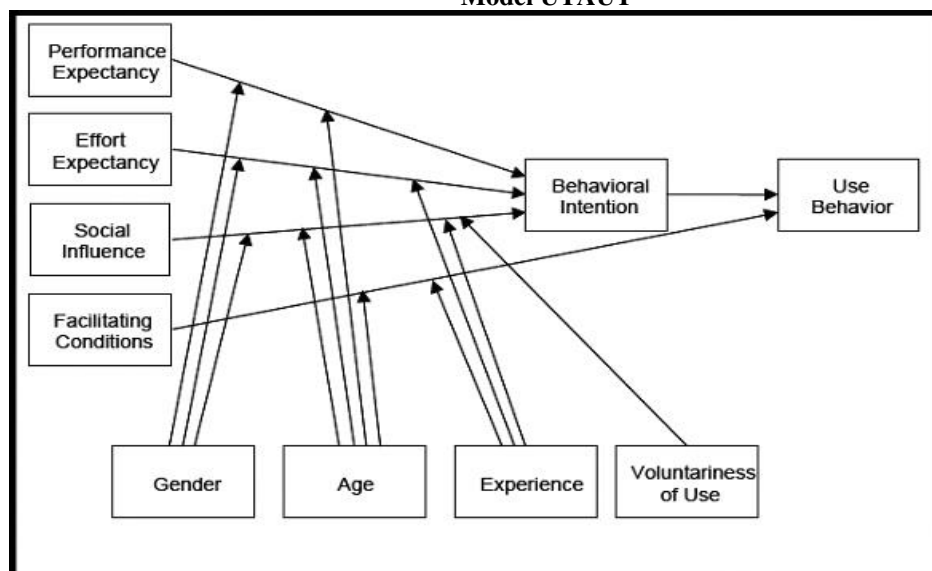 Model UTAUT
Performance
Expectancy
Effort
Expectancy
Social
Influence
Facilitating
Conditions
Behavioral
Intention
Use
Behavior
Gender
Age
Experience
Voluntariness
of Use